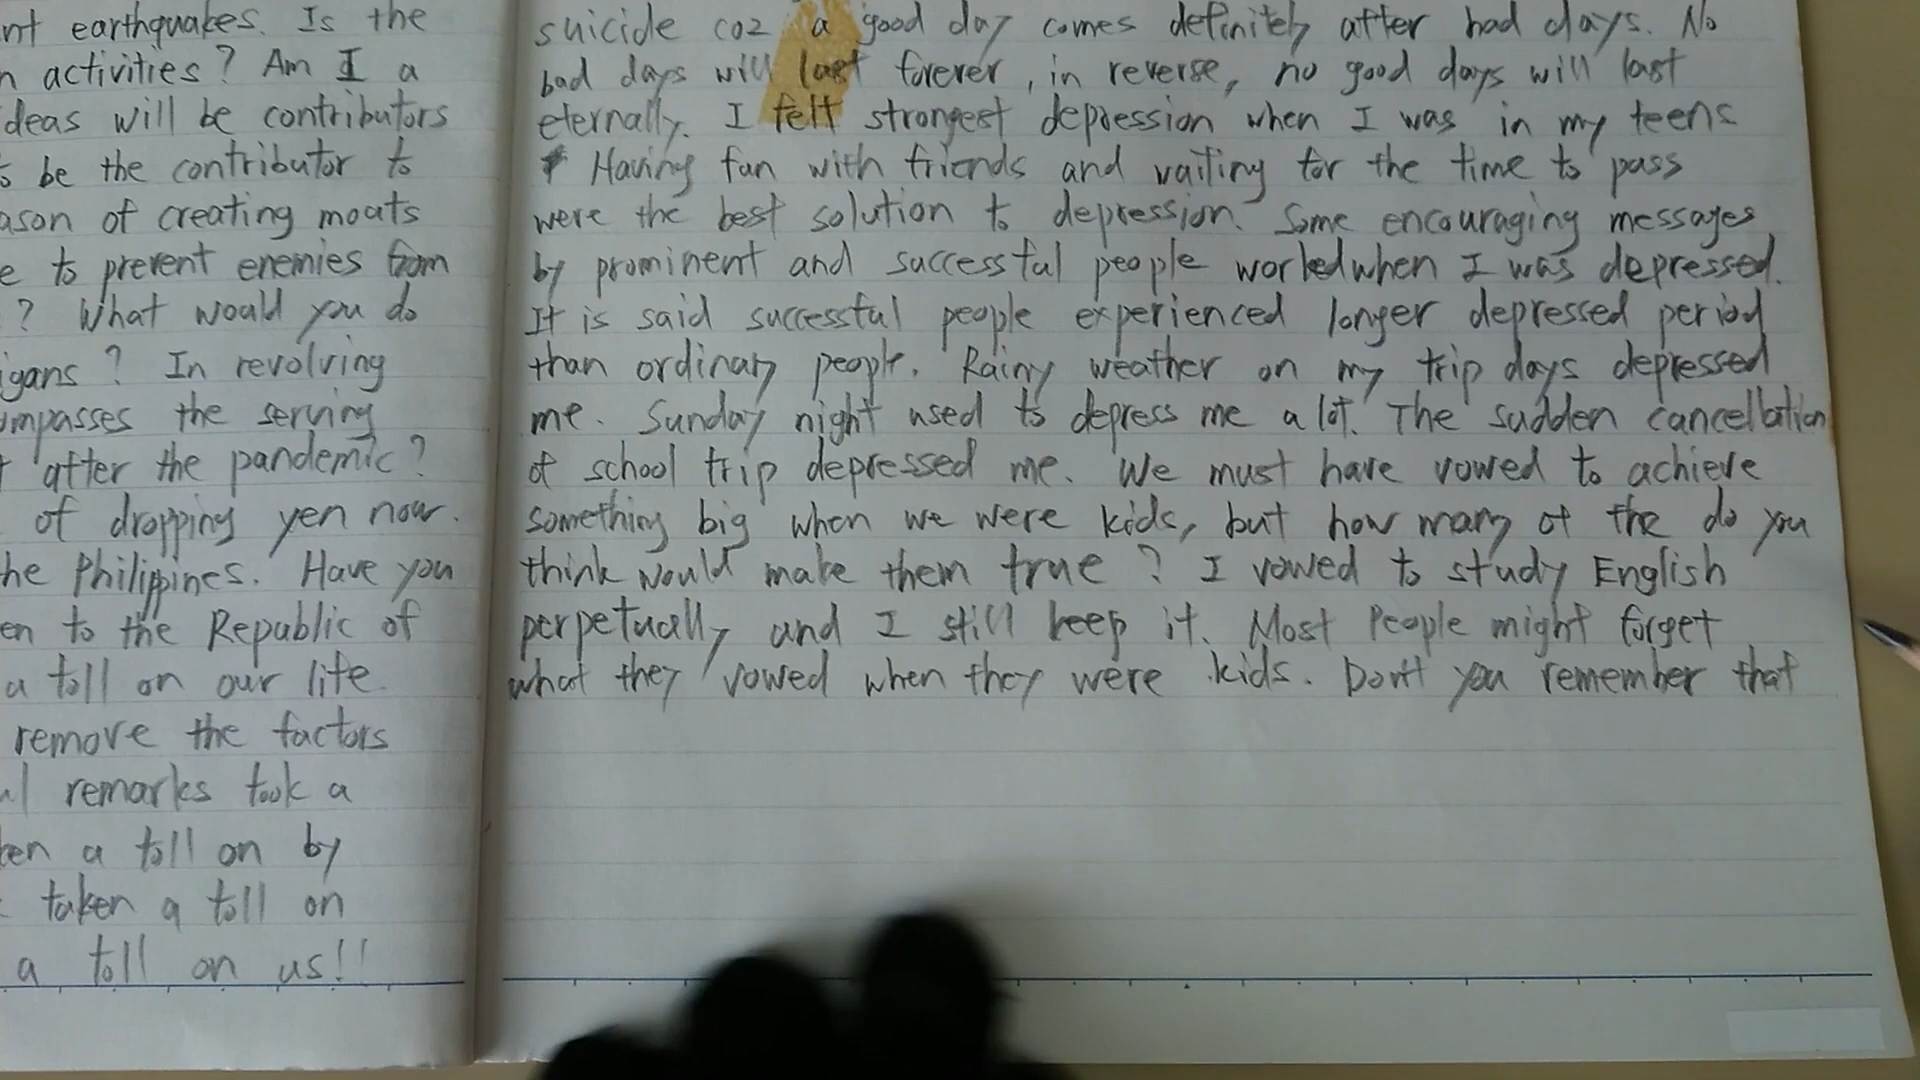 nt earthquakes. Is the
n activities? Am I a
deas will be contributors
be the contributor to
ason of creating moats
e to prevent enemies from
? What would you do
igans? In revolving
ompasses the serving
after the pandemic?
of dropping yen now.
he Philippines. Have you
en to the Republic of
a toll on our life.
remove the factors
remarks took a
ken a toll on by
taken a toll on
a toll on us!!
suicide coz a good day comes definitely after bad days. No
bad days will last forever, in reverse, no good days will last
eternally. I felt strongest depression when I was in my teens
Having fun with friends and vaiting for the time to pass
were the best solution to depression. Some encouraging messages
by prominent and successful people worked when I was depressed.
It is said successful people experienced longer depressed period
than ordinary people. Rainy weather on my trip days depressed
me. Sunday night used to depress me a lot. The sudden cancellation
of school trip depressed me. We must have vowed to achieve
something big when we were kids, but how many of the do you
think would make them true? I vowed to study English
perpetually and I still keep it. Most People might forget
what they vowed when they were kids. Don't you remember that